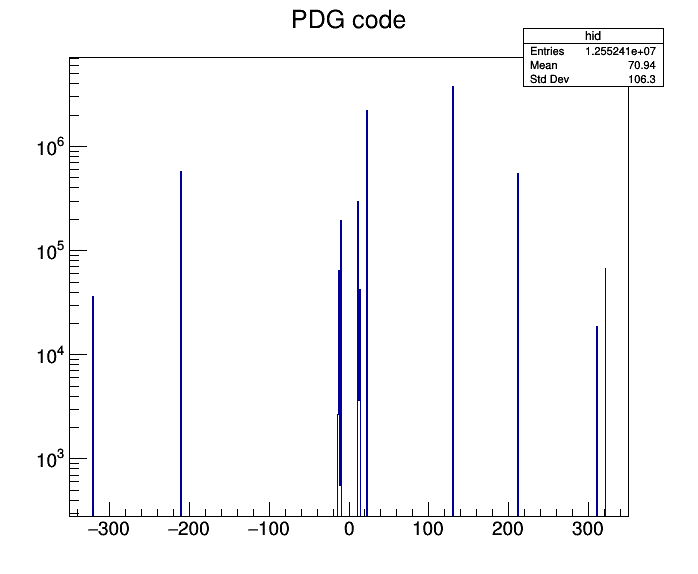 PDG code
hid
Entries 1.255241e+07
Mean 70.94
Std Dev 106.3
10^6
10^5
10^4
10^3
−300 −200 −100 0 100 200 300